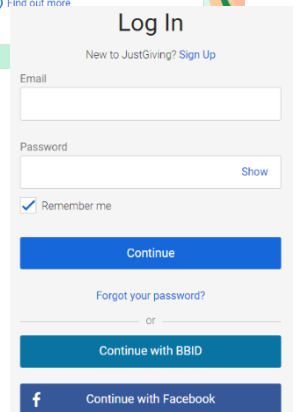 Find out more
Log In
New to JustGiving? Sign Up
Email
Password
Show
Remember me
Continue
Forgot your password?
or
Continue with BBID
f Continue with Facebook